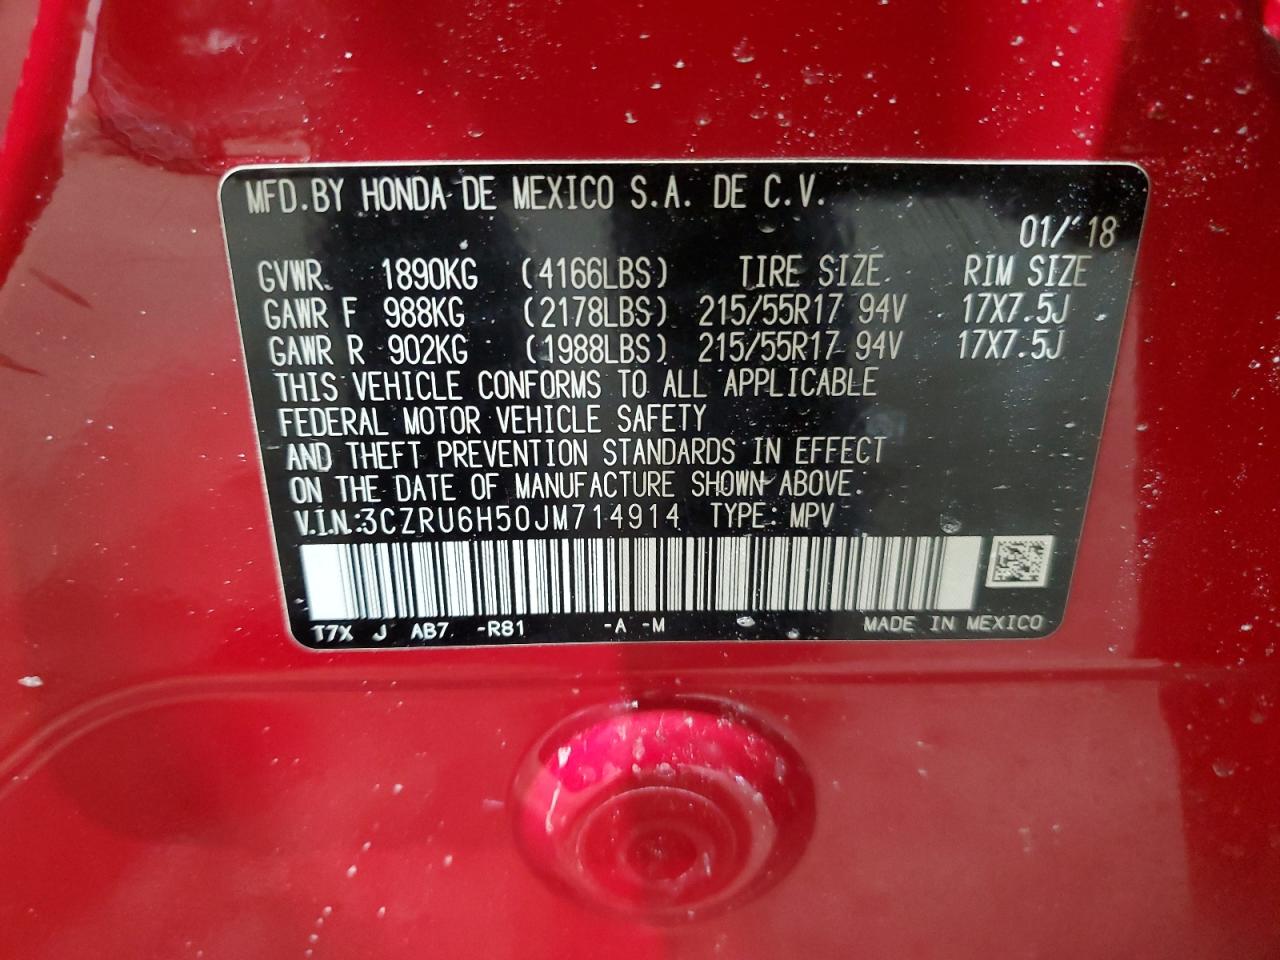 MFD.BY HONDA DE MEXICO S.A. DE C.V.
01/'18
GVWR 1890KG (4166LBS) TIRE SIZE RIM SIZE
GAWR F 988KG (2178LBS) 215/55R17 94V 17X7.5J
GAWR R 902KG (1988LBS) 215/55R17 94V 17X7.5J
THIS VEHICLE CONFORMS TO ALL APPLICABLE
FEDERAL MOTOR VEHICLE SAFETY
AND THEFT PREVENTION STANDARDS IN EFFECT
ON THE DATE OF MANUFACTURE SHOWN ABOVE.
V.I.N.:3CZRU6H50JM714914 TYPE: MPV
T7X J AB7 -R81 -A -M MADE IN MEXICO